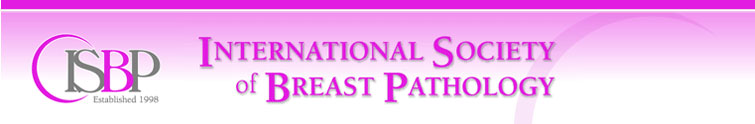 ISBP
Established 1998
INTERNATIONAL SOCIETY
of BREAST PATHOLOGY